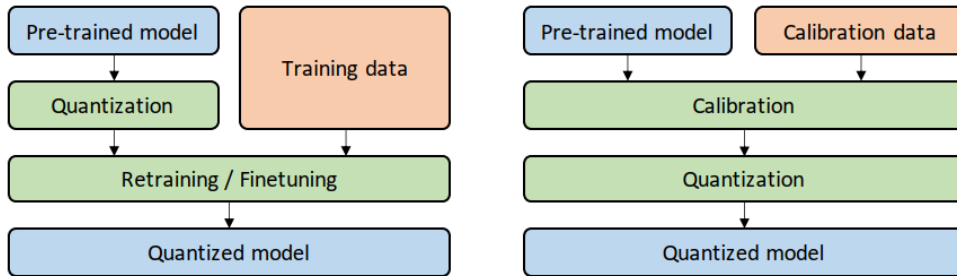 Pre-trained model
Training data
Quantization
Retraining / Finetuning
Quantized model
Pre-trained model
Calibration data
Calibration
Quantization
Quantized model